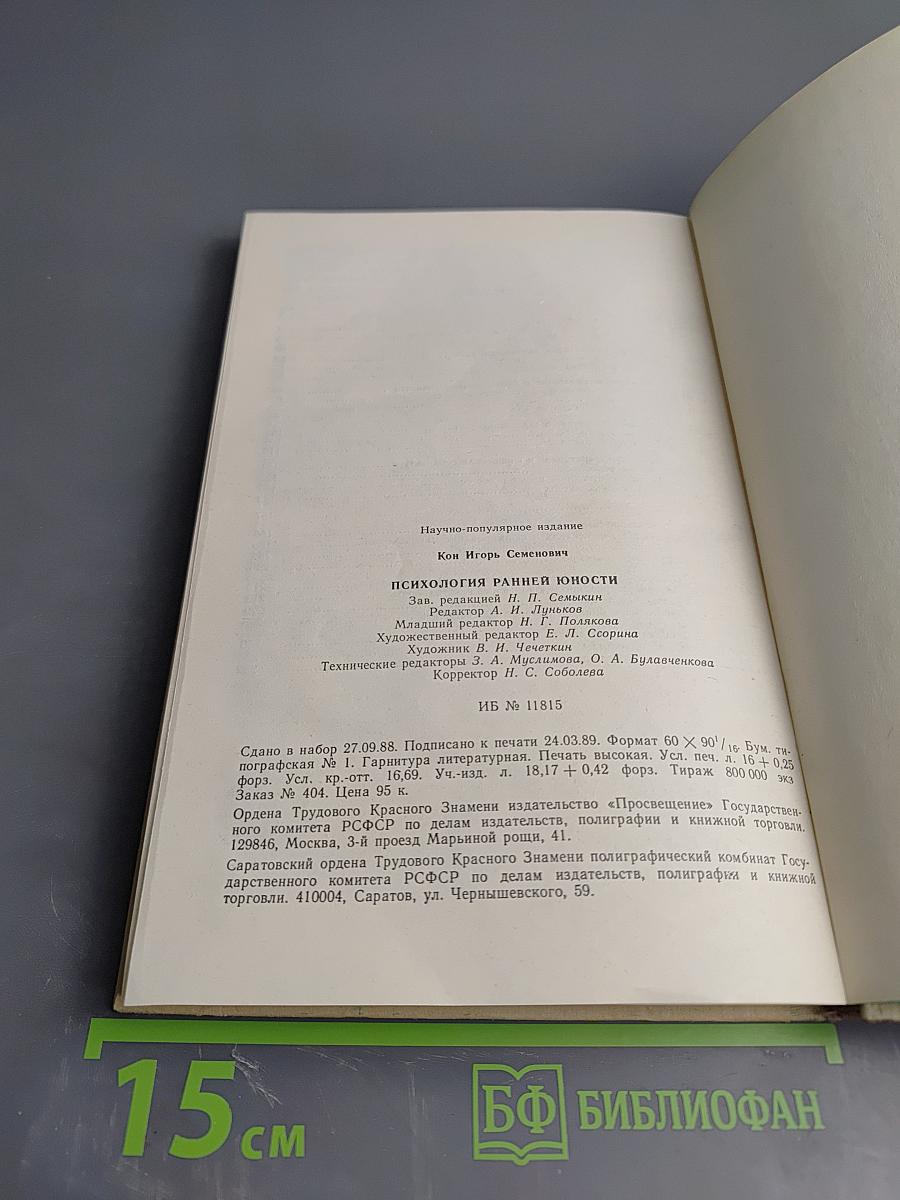 Научно-популярное издание
Кон Игорь Семенович
ПСИХОЛОГИЯ РАННЕЙ ЮНОСТИ
Зав. редакцией Н. П. Семыкин
Редактор А. И. Луньков
Младший редактор Н. Г. Полякова
Художественный редактор Е. Л. Ссорина
Художник В. И. Чечеткин
Технические редакторы З. А. Муслимова, О. А. Булавченкова
Корректор Н. С. Соболева
ИБ № 11815
Сдано в набор 27.09.88. Подписано к печати 24.03.89. Формат 60 × 90¹/₁₆. Бум. ти-
пографская № 1. Гарнитура литературная. Печать высокая. Усл. печ. л. 16 + 0,25
форз. Усл. кр.-отт. 16,69. Уч.-изд. л. 18,17 + 0,42 форз. Тираж 800 000 экз
Заказ № 404. Цена 95 к.
Ордена Трудового Красного Знамени издательство «Просвещение» Государствен-
ного комитета РСФСР по делам издательств, полиграфии и книжной торговли.
129846, Москва, 3-й проезд Марьиной рощи, 41.
Саратовский ордена Трудового Красного Знамени полиграфический комбинат Госу-
дарственного комитета РСФСР по делам издательств, полиграфии и книжной
торговли. 410004, Саратов, ул. Чернышевского, 59.
15 см
БФ БИБЛИОФАН